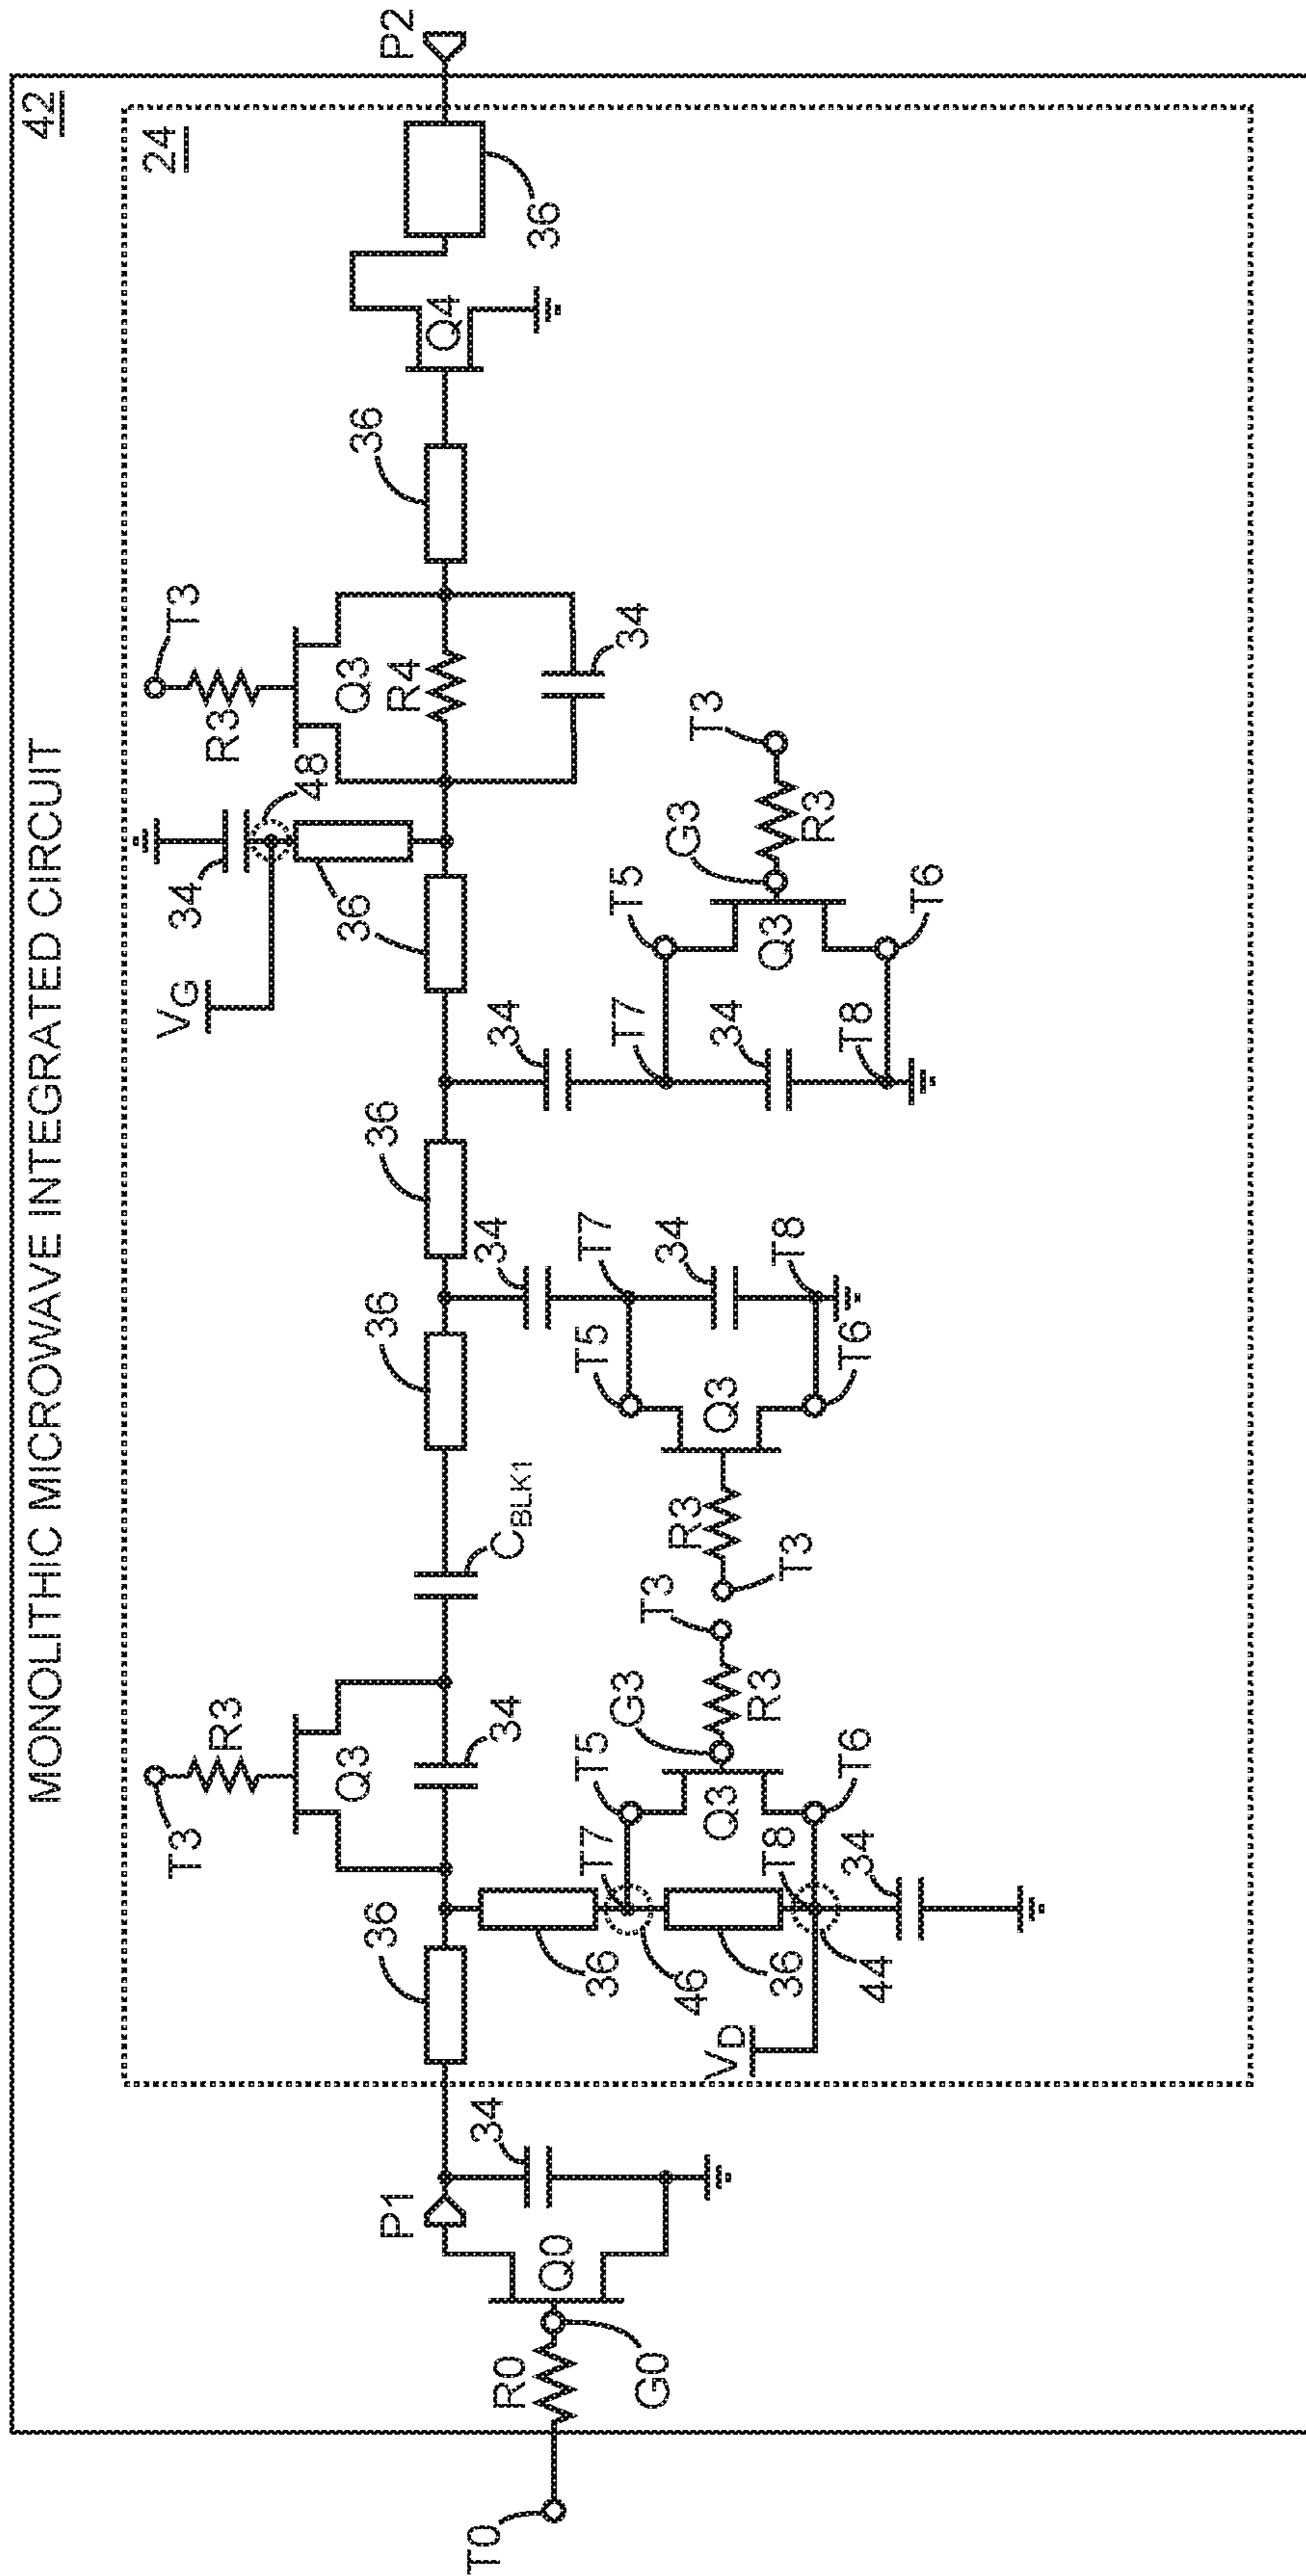 MONOLITHIC MICROWAVE INTEGRATED CIRCUIT
42
24
T3
R3
VG
34
R3
T3
48
36
Q3
36
36
36
Q3
36
P1
R4
P2
Q4
T0
R0
Q0
34
34
CBLK1
34
34
36
G0
36
T7
T5
G3
T3
T5
T7
T7
T5
34
46
R3
34
G3
T3
VD
Q3
R3
T3
Q3
34
Q3
R3
36
T8
T8
T8
44
34
T6
T6
T6